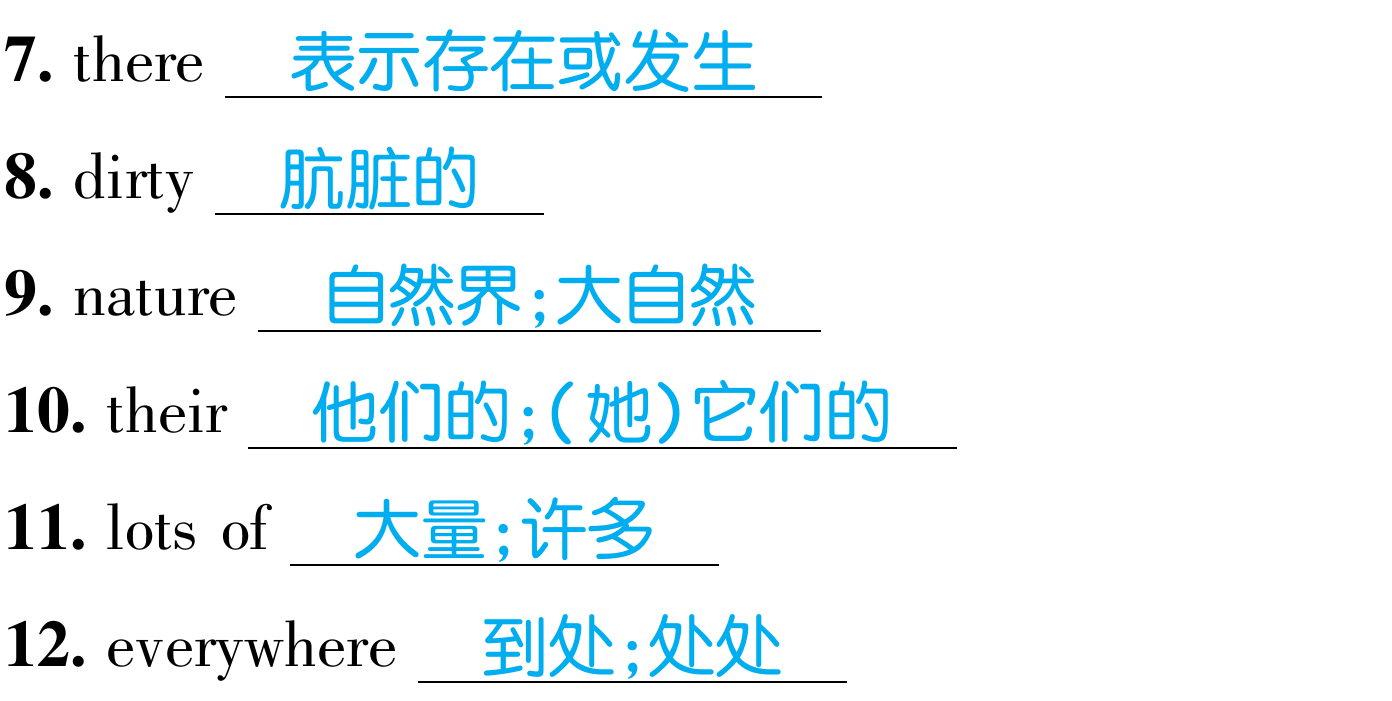 7. there 表示存在或发生
8. dirty 肮脏的
9. nature 自然界;大自然
10. their 他们的;(她)它们的
11. lots of 大量;许多
12. everywhere 到处;处处